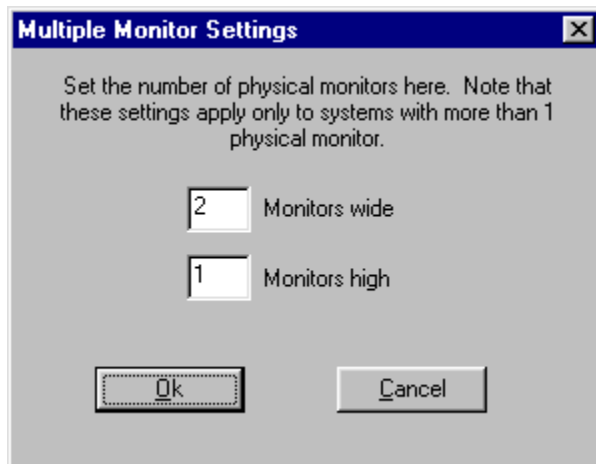 Multiple Monitor Settings
Set the number of physical monitors here.  Note that
these settings apply only to systems with more than 1
physical monitor.
2 Monitors wide
1 Monitors high
Ok Cancel